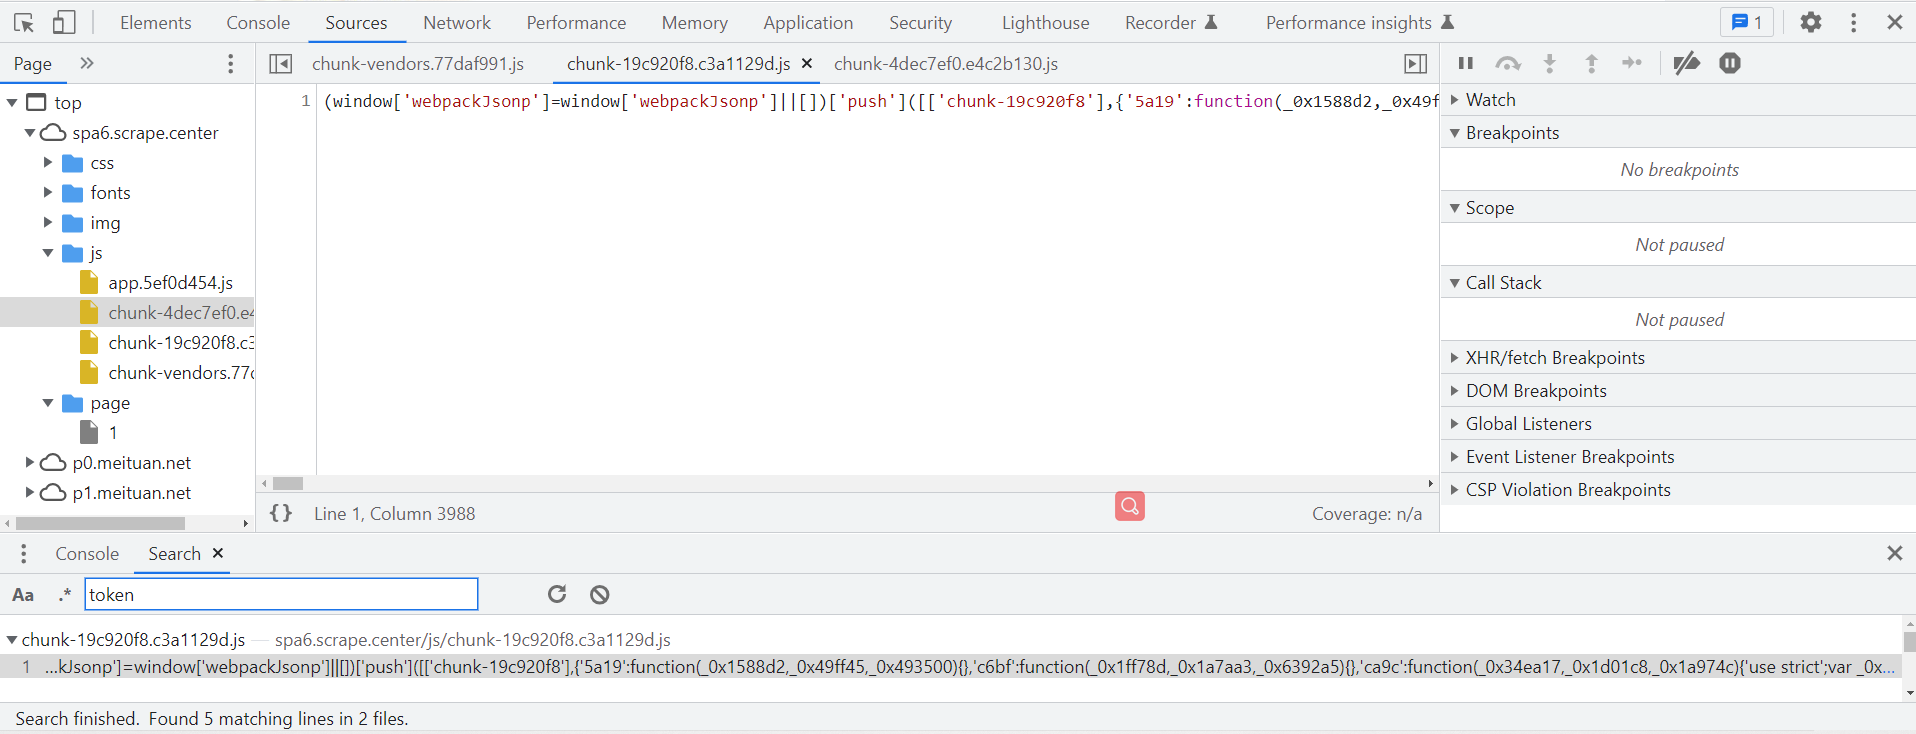 Elements Console Sources Network Performance Memory Application Security Lighthouse Recorder Performance insights 1
Page chunk-vendors.77daf991.js chunk-19c920f8.c3a1129d.js chunk-4dec7ef0.e4c2b130.js
top
spa6.scrape.center
css
fonts
img
js
app.5ef0d454.js
chunk-4dec7ef0.e4
chunk-19c920f8.c3
chunk-vendors.77d
page
1
p0.meituan.net
p1.meituan.net
1 (window['webpackJsonp']=window['webpackJsonp']||[])['push']([['chunk-19c920f8'],{'5a19':function(_0x1588d2,_0x49f
{} Line 1, Column 3988 Coverage: n/a
Watch
Breakpoints
No breakpoints
Scope
Not paused
Call Stack
Not paused
XHR/fetch Breakpoints
DOM Breakpoints
Global Listeners
Event Listener Breakpoints
CSP Violation Breakpoints
Console Search
Aa .* token
chunk-19c920f8.c3a1129d.js — spa6.scrape.center/js/chunk-19c920f8.c3a1129d.js
1 …kJsonp']=window['webpackJsonp']||[])['push']([['chunk-19c920f8'],{'5a19':function(_0x1588d2,_0x49ff45,_0x493500){},'c6bf':function(_0x1ff78d,_0x1a7aa3,_0x6392a5){},'ca9c':function(_0x34ea17,_0x1d01c8,_0x1a974c){'use strict';var _0x…
Search finished. Found 5 matching lines in 2 files.